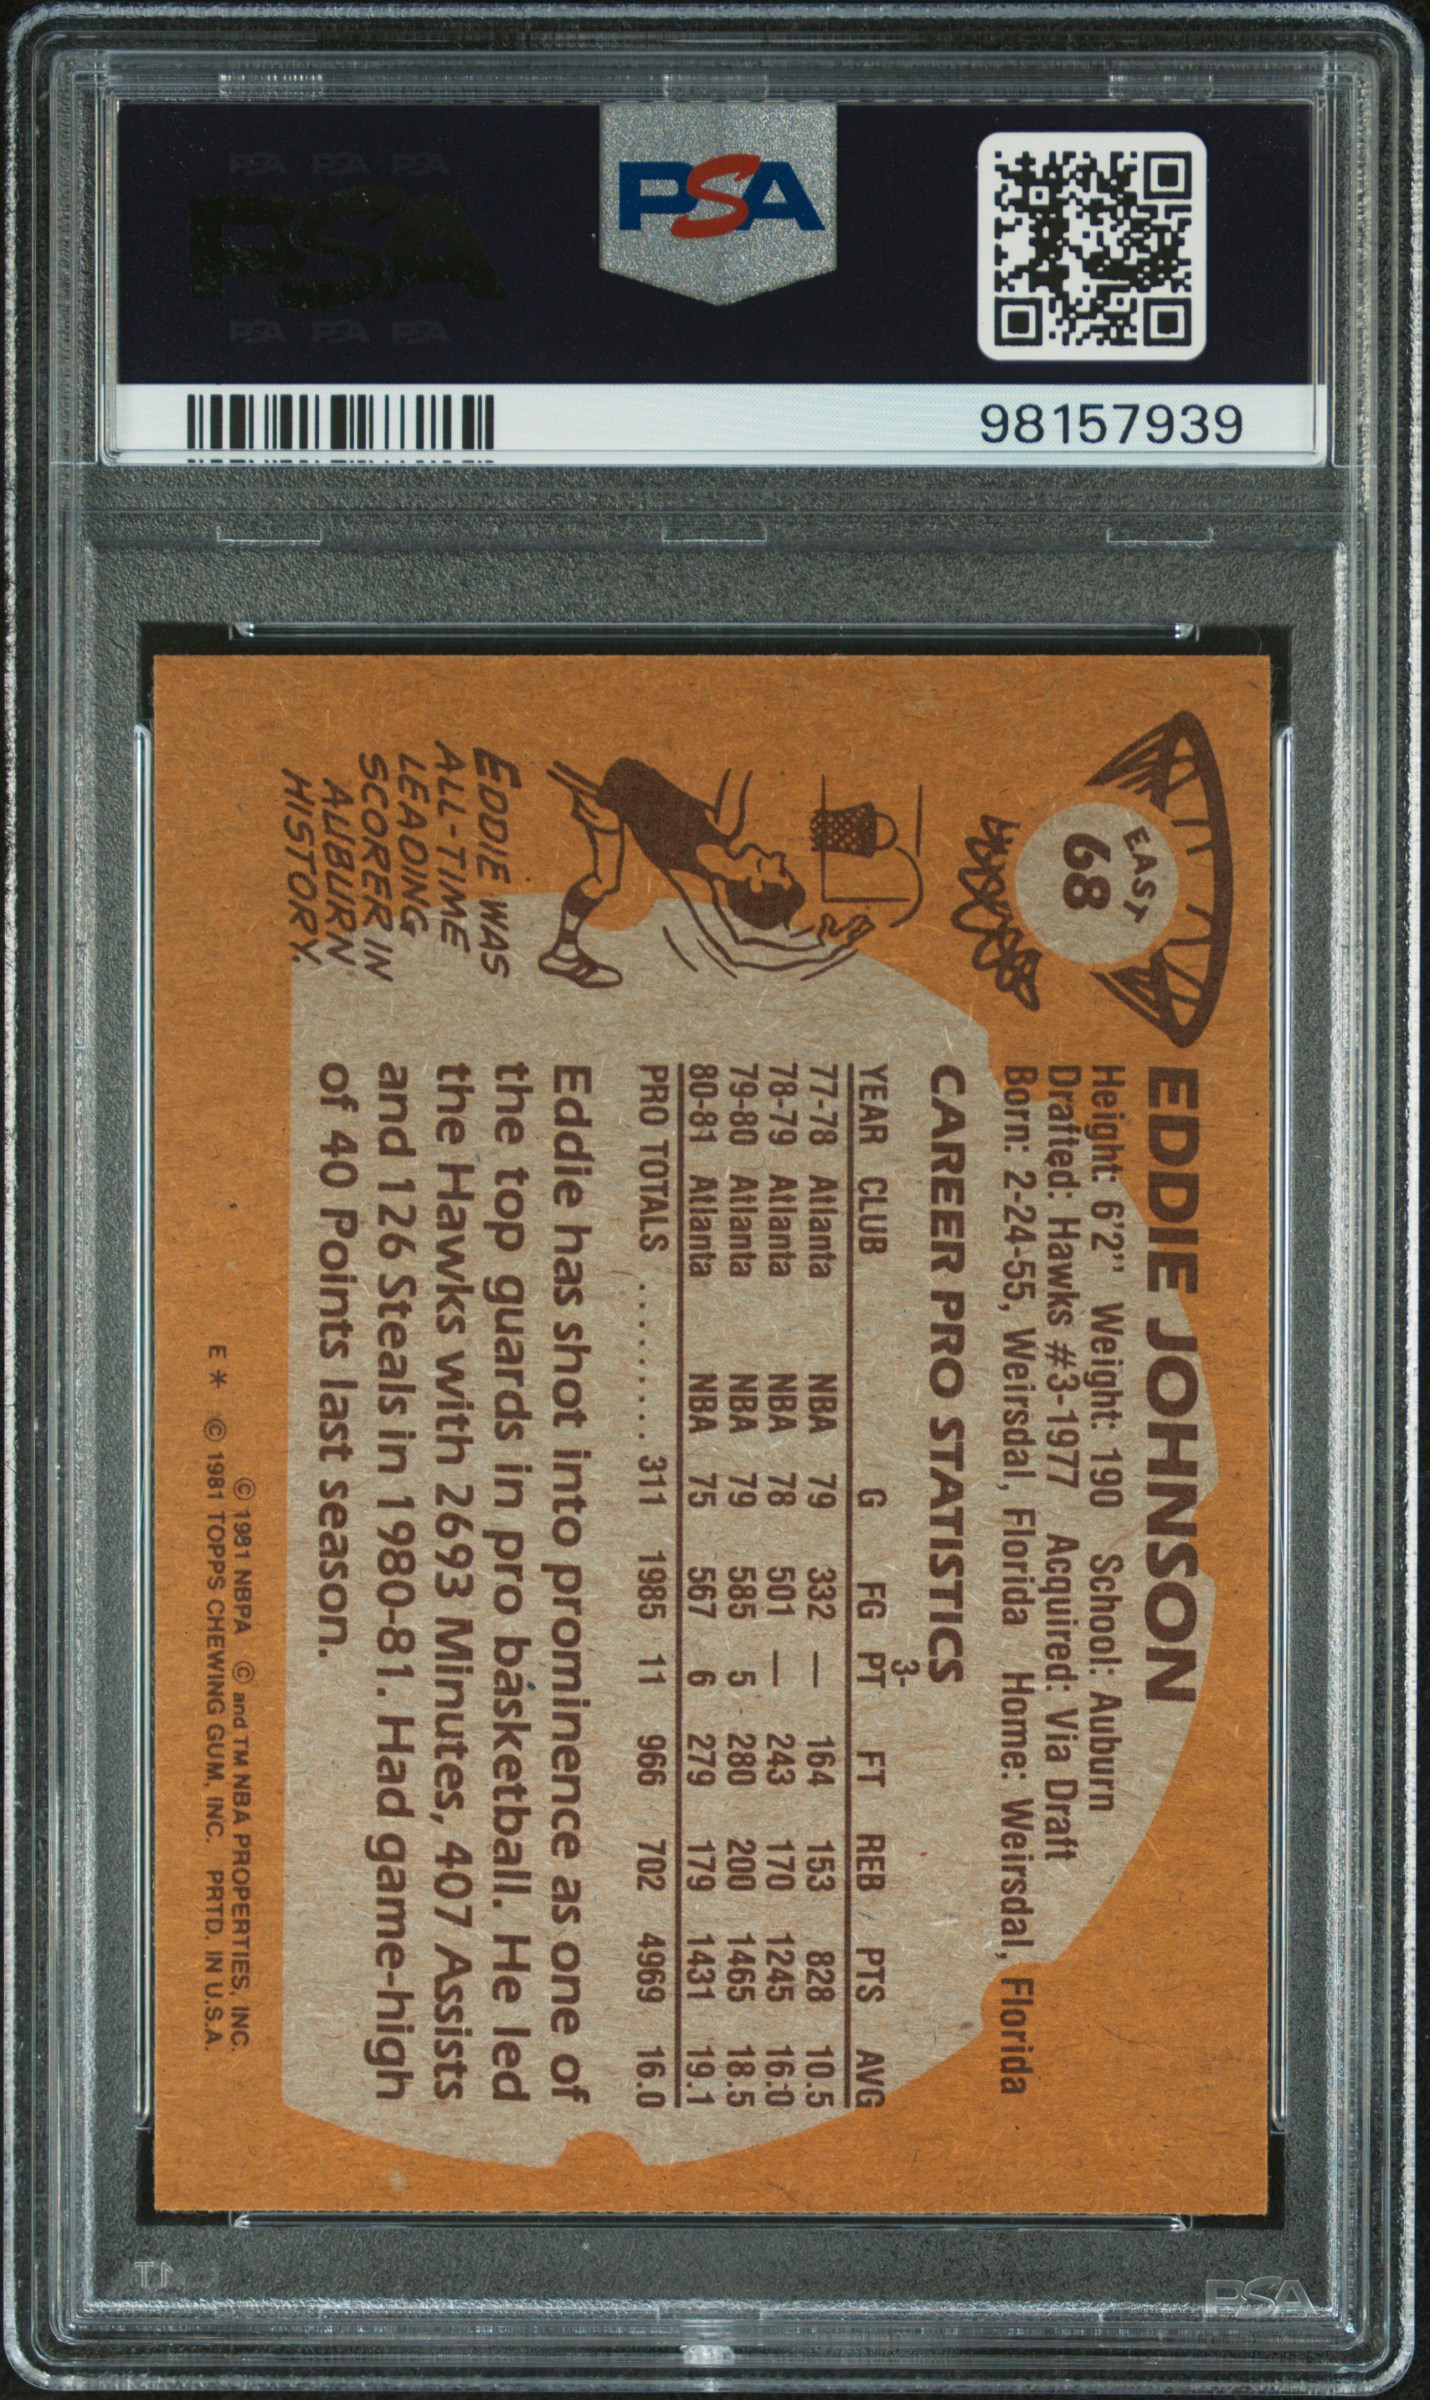 PSA PSA PSA
PSA
PSA PSA PSA
PSA
98157939
EAST
68
EDDIE JOHNSON
Height: 6'2" Weight: 190 School: Auburn
Drafted: Hawks #3-1977 Acquired: Via Draft
Born: 2-24-55, Weirsdal, Florida Home: Weirsdal, Florida
CAREER PRO STATISTICS
YEAR CLUB G FG 3-PT FT REB PTS AVG
77-78 Atlanta NBA 79 332 — 164 153 828 10.5
78-79 Atlanta NBA 78 501 — 243 170 1245 16.0
79-80 Atlanta NBA 79 585 5 280 200 1465 18.5
80-81 Atlanta NBA 75 567 6 279 179 1431 19.1
PRO TOTALS ........ 311 1985 11 966 702 4969 16.0
EDDIE WAS
ALL-TIME
LEADING
SCORER IN
AUBURN
HISTORY.
Eddie has shot into prominence as one of
the top guards in pro basketball. He led
the Hawks with 2693 Minutes, 407 Assists
and 126 Steals in 1980-81. Had game-high
of 40 Points last season.
© 1981 NBPA © and TM NBA PROPERTIES, INC.
E* © 1981 TOPPS CHEWING GUM, INC. PRTD. IN U.S.A.
PSA